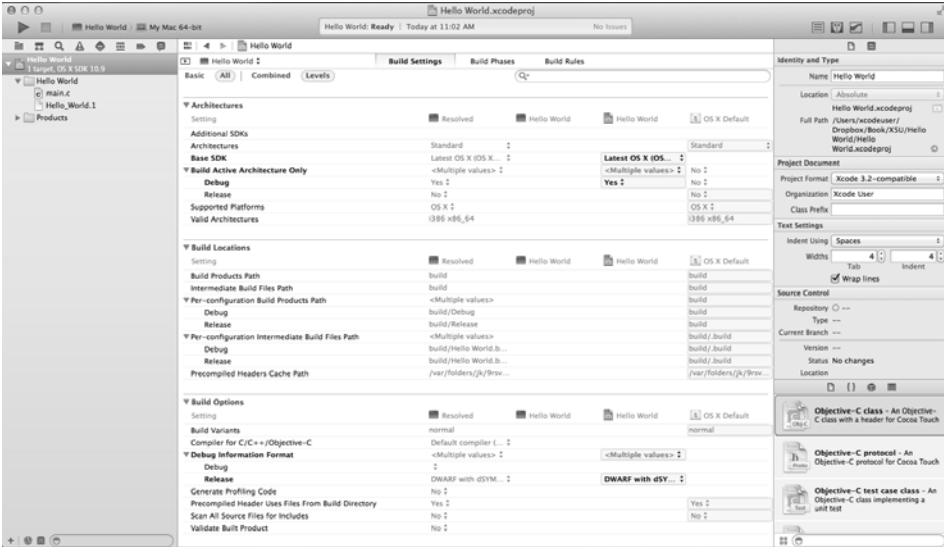 Hello World.xcodeproj
Hello World My Mac 64-bit
Hello World: Ready | Today at 11:02 AM No Issues
Hello World
1 target, OS X SDK 10.9
Hello World
main.c
Hello_World.1
Products
Hello World
Hello World Build Settings Build Phases Build Rules
Basic All Combined Levels
Architectures
Setting Resolved Hello World Hello World OS X Default
Additional SDKs
Architectures Standard Standard
Base SDK Latest OS X (OS X... Latest OS X (OS...
Build Active Architecture Only <Multiple values> <Multiple values> No
Debug Yes Yes No
Release No No
Supported Platforms OS X OS X
Valid Architectures i386 x86_64 i386 x86_64
Build Locations
Setting Resolved Hello World Hello World OS X Default
Build Products Path build build
Intermediate Build Files Path build build
Per-configuration Build Products Path <Multiple values> build
Debug build/Debug build
Release build/Release build
Per-configuration Intermediate Build Files Path <Multiple values> build/.build
Debug build/Hello World.b... build/.build
Release build/Hello World.b... build/.build
Precompiled Headers Cache Path /var/folders/jk/9rsv... /var/folders/jk/9rsv...
Build Options
Setting Resolved Hello World Hello World OS X Default
Build Variants normal normal
Compiler for C/C++/Objective-C Default compiler (...
Debug Information Format <Multiple values> <Multiple values>
Debug
Release DWARF with dSYM... DWARF with dSY...
Generate Profiling Code No
Precompiled Header Uses Files From Build Directory Yes Yes
Scan All Source Files for Includes No No
Validate Built Product No
Identity and Type
Name Hello World
Location Absolute
Hello World.xcodeproj
Full Path /Users/xcodeuser/
Dropbox/Book/XSU/Hello
World/Hello
World.xcodeproj
Project Document
Project Format Xcode 3.2-compatible
Organization Xcode User
Class Prefix
Text Settings
Indent Using Spaces
Widths 4 4
Tab Indent
Wrap lines
Source Control
Repository --
Type --
Current Branch --
Version --
Status No changes
Location
Objective-C class - An Objective-
C class with a header for Cocoa Touch
Objective-C protocol - An
Objective-C protocol for Cocoa Touch
Objective-C test case class - An
Objective-C class implementing a
unit test